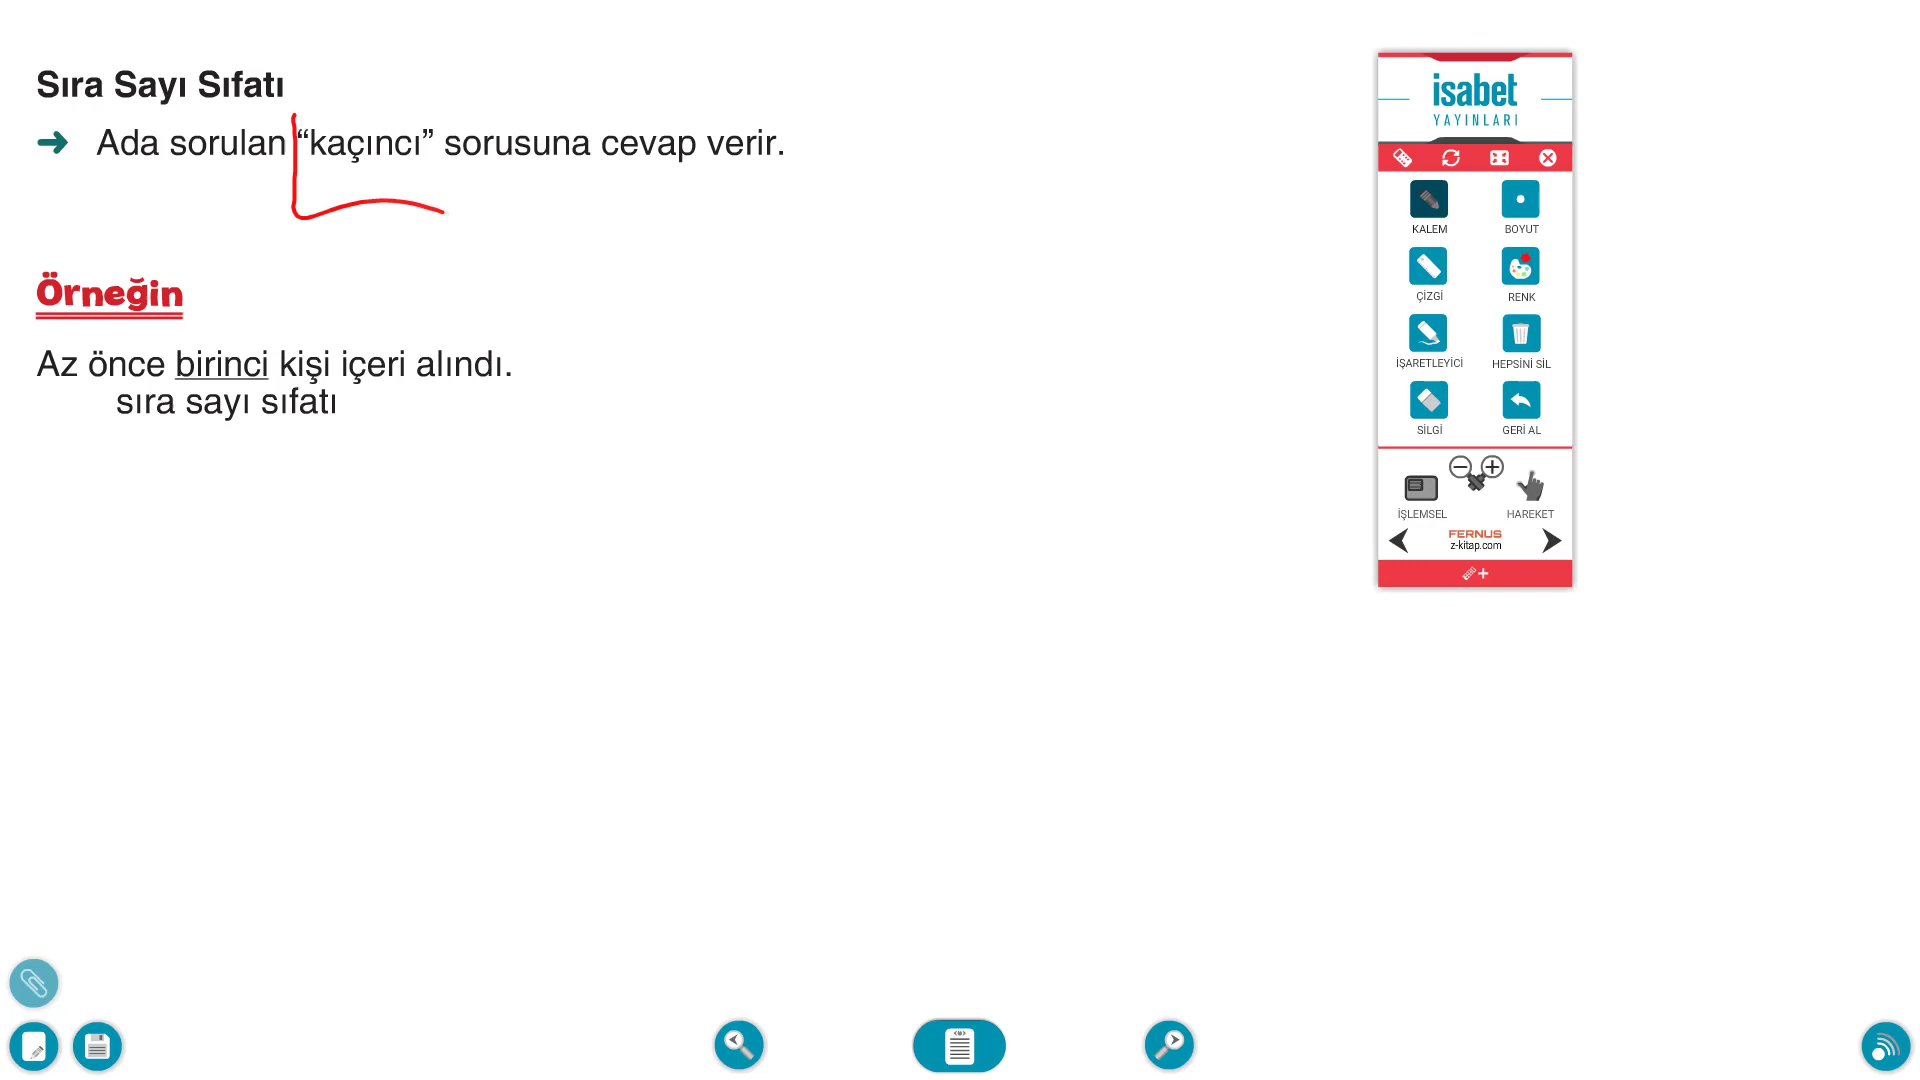 Sıra Sayı Sıfatı
➜ Ada sorulan “kaçıncı” sorusuna cevap verir.
Örneğin
Az önce birinci kişi içeri alındı.
sıra sayı sıfatı
isabet
YAYINLARI
KALEM BOYUT
ÇİZGİ RENK
İŞARETLEYİCİ HEPSİNİ SİL
SİLGİ GERİ AL
İŞLEMSEL HAREKET
FERNUS
z-kitap.com